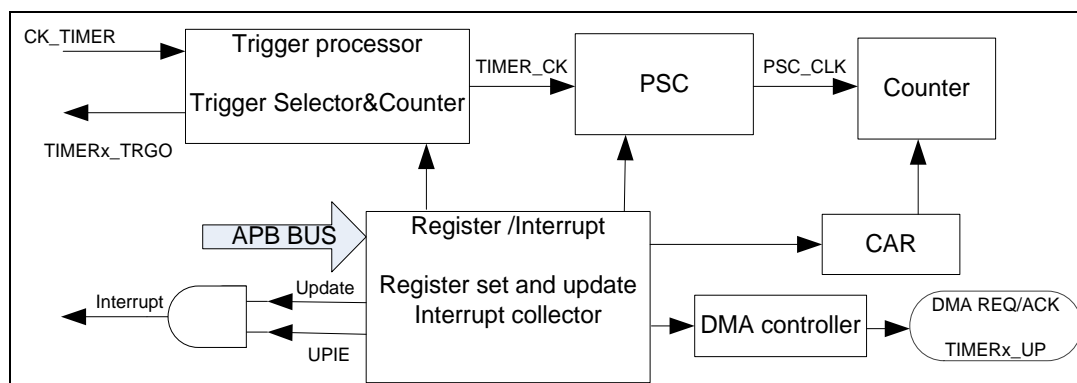 CK_TIMER
TIMERx_TRGO
Trigger processor
Trigger Selector&Counter
TIMER_CK
PSC
PSC_CLK
Counter
APB BUS
Register /Interrupt
Register set and update
Interrupt collector
CAR
Interrupt
Update
UPIE
DMA controller
DMA REQ/ACK
TIMERx_UP